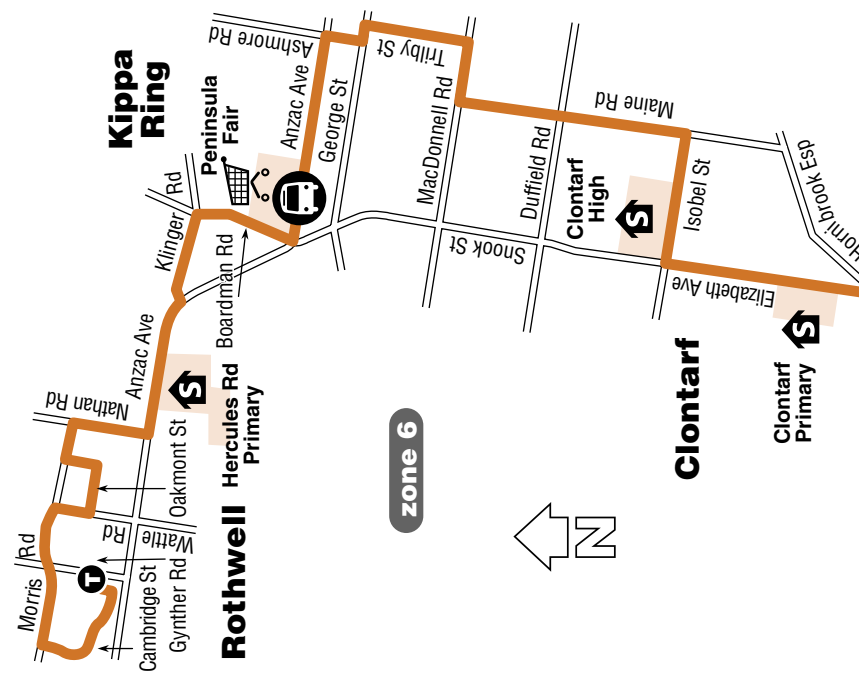 Ashmore Rd
Trilby St
Kippa
Ring
Peninsula
Fair
Anzac Ave
George St
MacDonnell Rd
Maine Rd
Klinger
Rd
Duffield Rd
Clontarf
High
S
Isobel St
Hornibrook Esp
Boardman Rd
Snook St
Elizabeth Ave
Anzac Ave
Nathan Rd
S
Hercules Rd
Primary
S
Clontarf
Primary
Clontarf
Oakmont St
zone 6
Wattle
Rd
Morris
Rd
T
Cambridge St
Gynther Rd
Rothwell
N